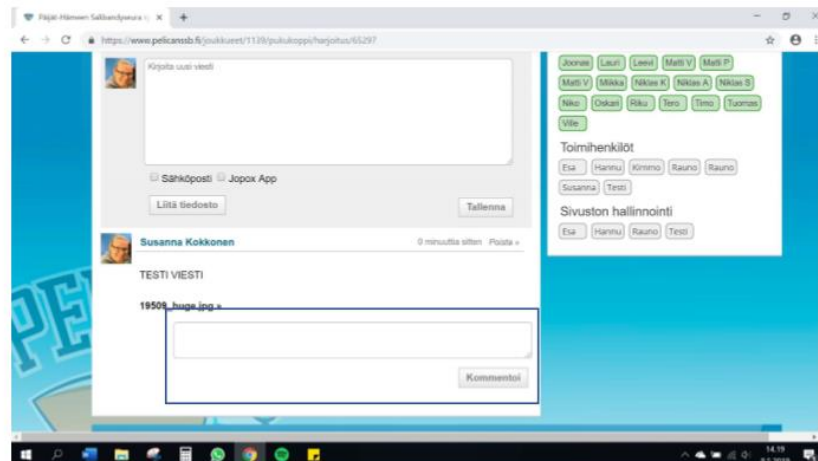 Päijät-Hämeen Salibandyseura
https://www.pelicanssb.fi/joukkueet/1139/pukukoppi/harjoitus/65297
Kirjoita uusi viesti
Sähköposti Jopox App
Liitä tiedosto
Tallenna
Susanna Kokkonen
0 minuuttia sitten Poista »
TESTI VIESTI
19509_huge.jpg »
Kommentoi
Joonas Lauri Leevi Matti V Matti P
Matti V Miikka Niklas K Niklas A Niklas S
Niko Oskari Riku Tero Timo Tuomas
Ville
Toimihenkilöt
Esa Hannu Kimmo Rauno Rauno
Susanna Testi
Sivuston hallinnointi
Esa Hannu Rauno Testi
PE
14.19